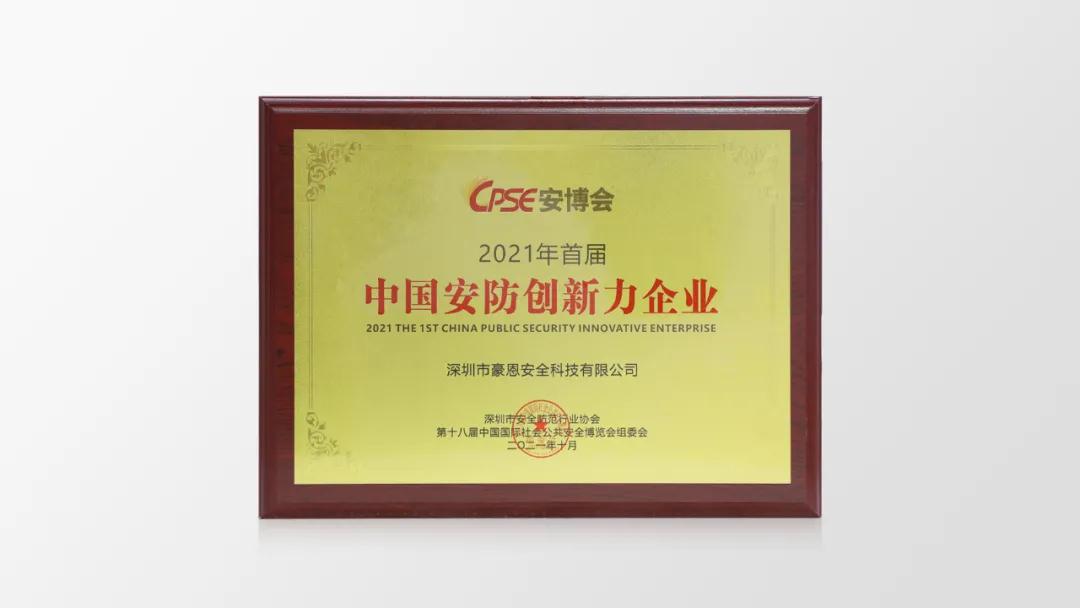 CPSE安博会
2021年首届
中国安防创新力企业
2021 THE 1ST CHINA PUBLIC SECURITY INNOVATIVE ENTERPRISE
深圳市豪恩安全科技有限公司
深圳市安全防范行业协会
第十八届中国国际社会公共安全博览会组委会
二〇二一年十月